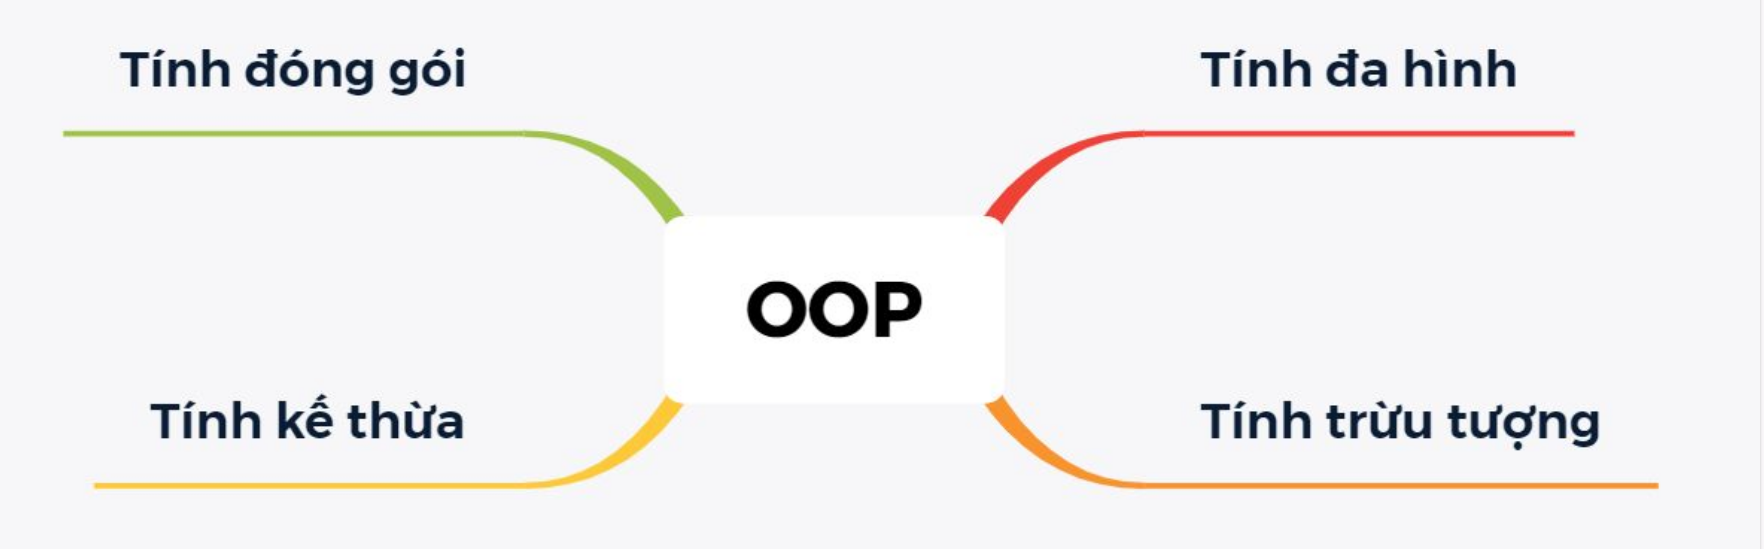 Tính đóng gói
Tính đa hình
OOP
Tính kế thừa
Tính trừu tượng